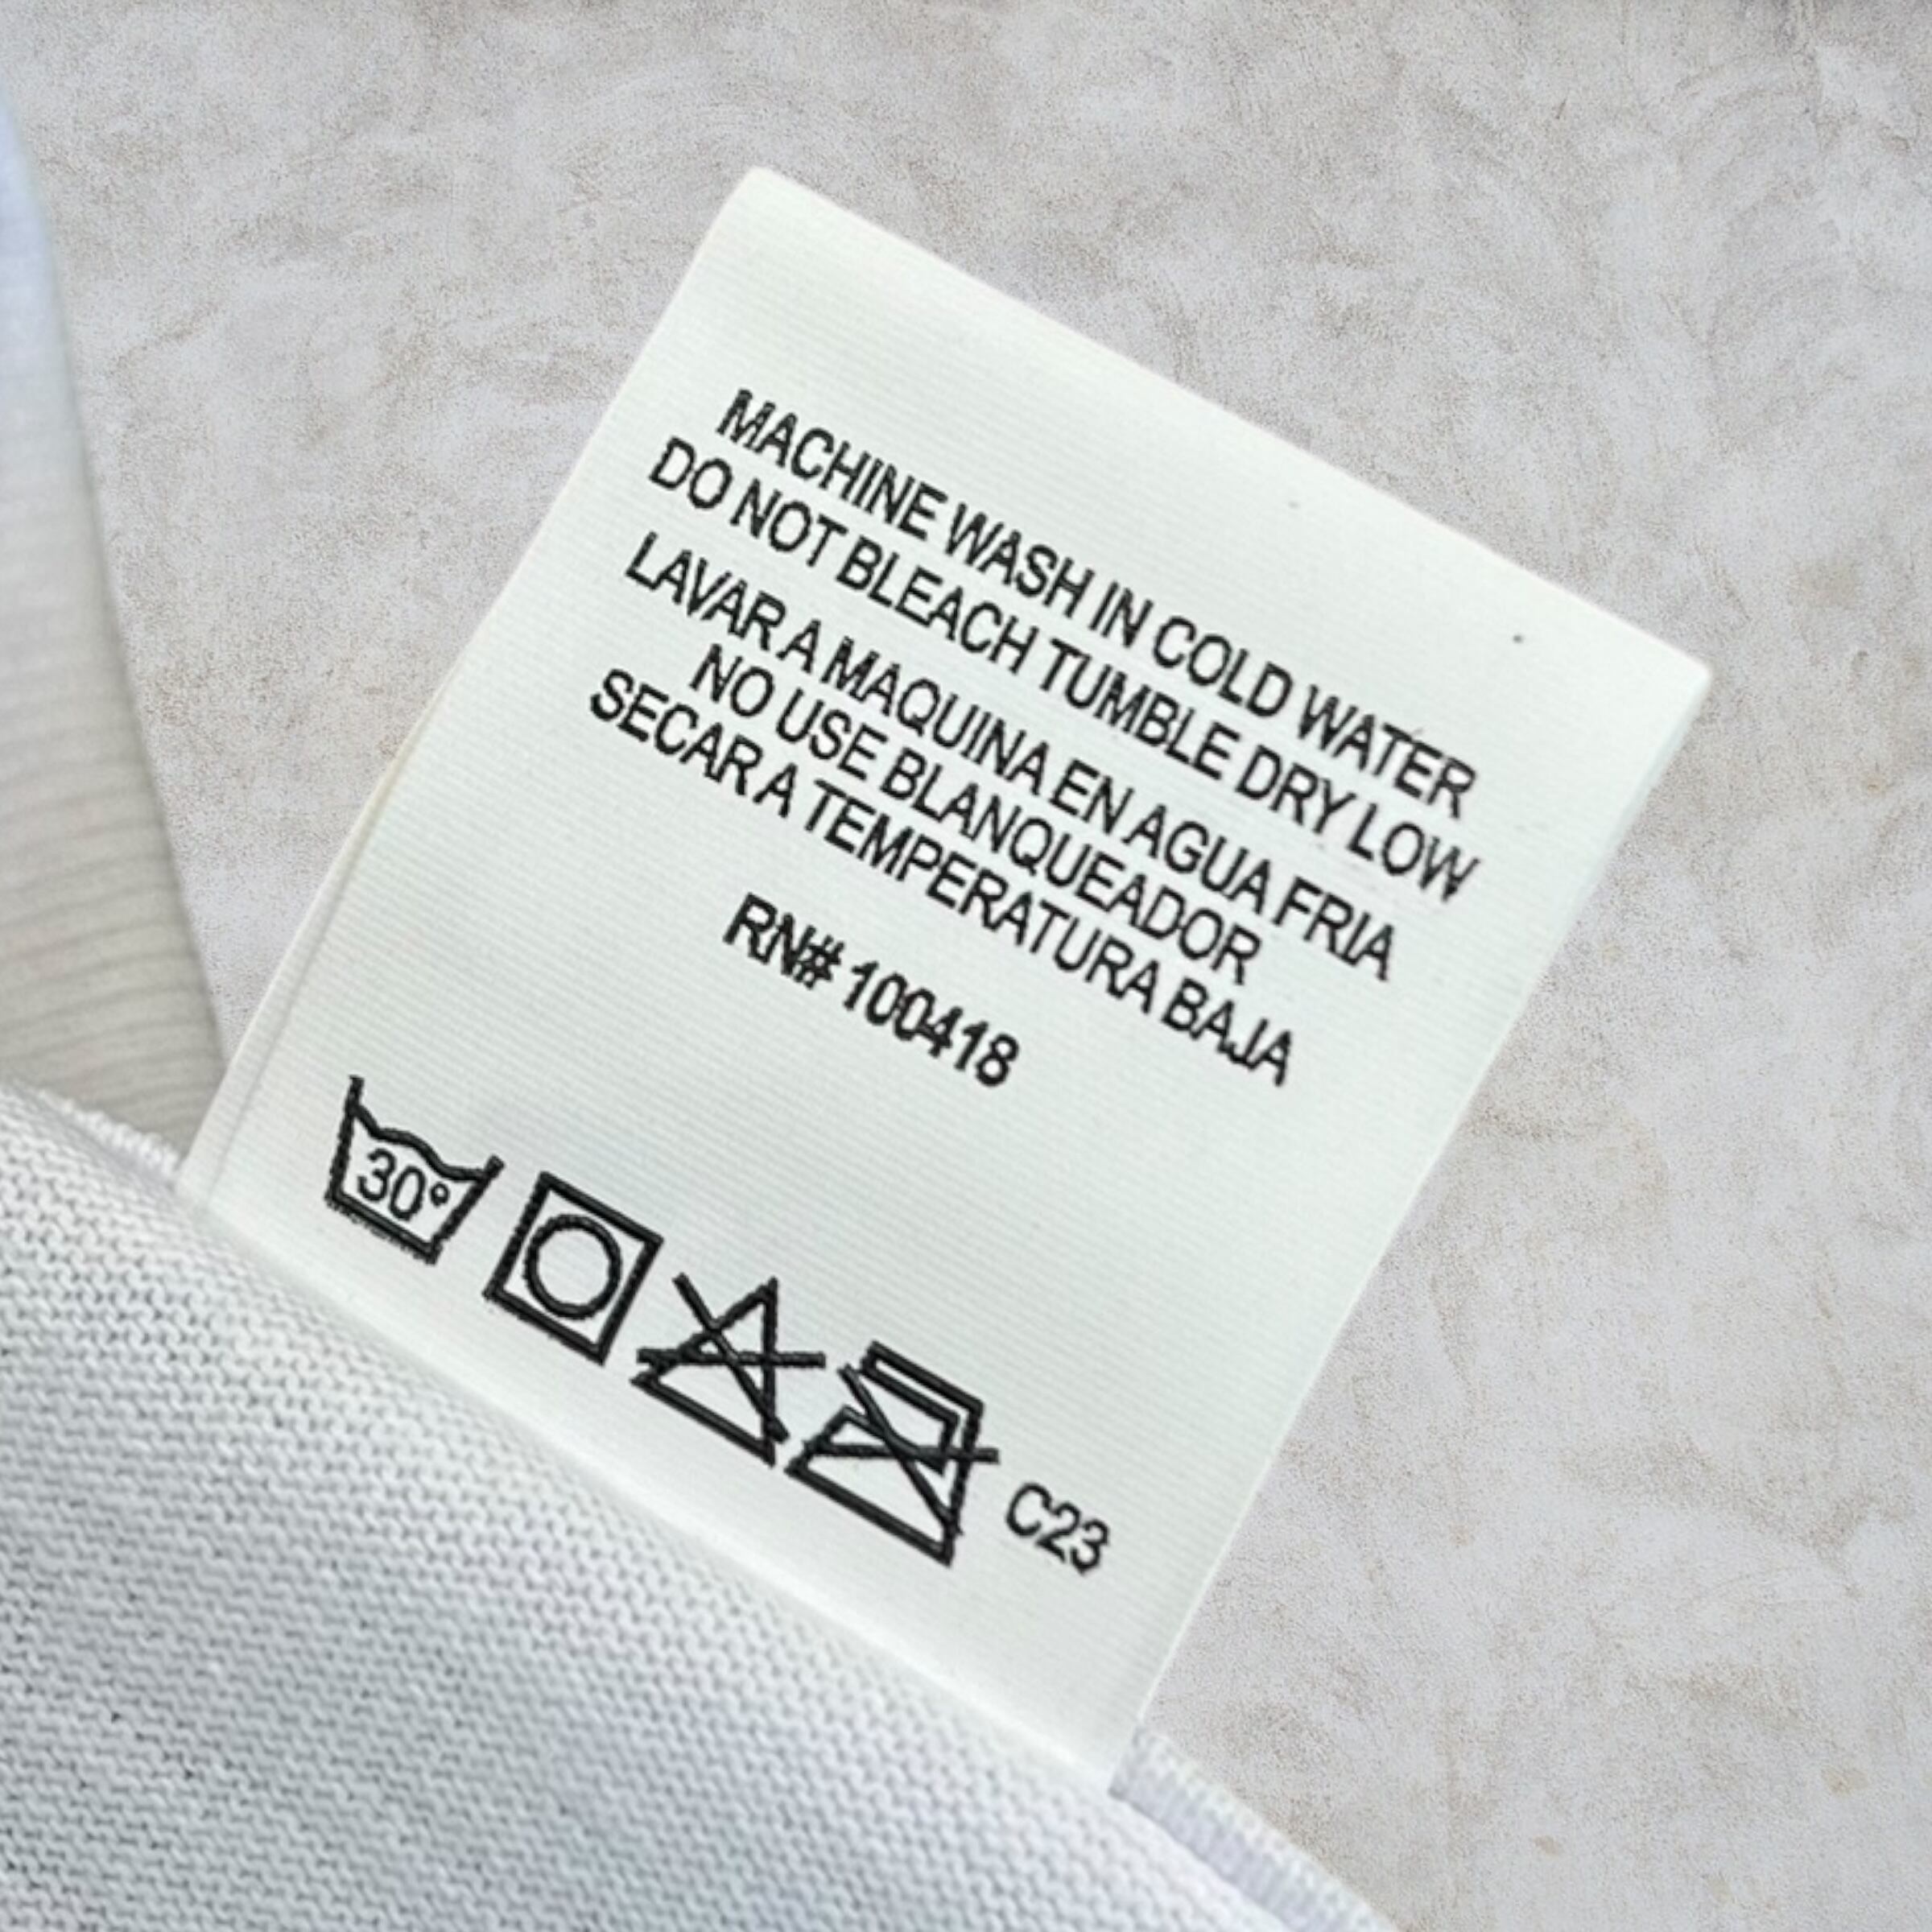 MACHINE WASH IN COLD WATER
DO NOT BLEACH TUMBLE DRY LOW
LAVAR A MAQUINA EN AGUA FRIA
NO USE BLANQUEADOR
SECAR A TEMPERATURA BAJA
RN# 100418
30°
C23